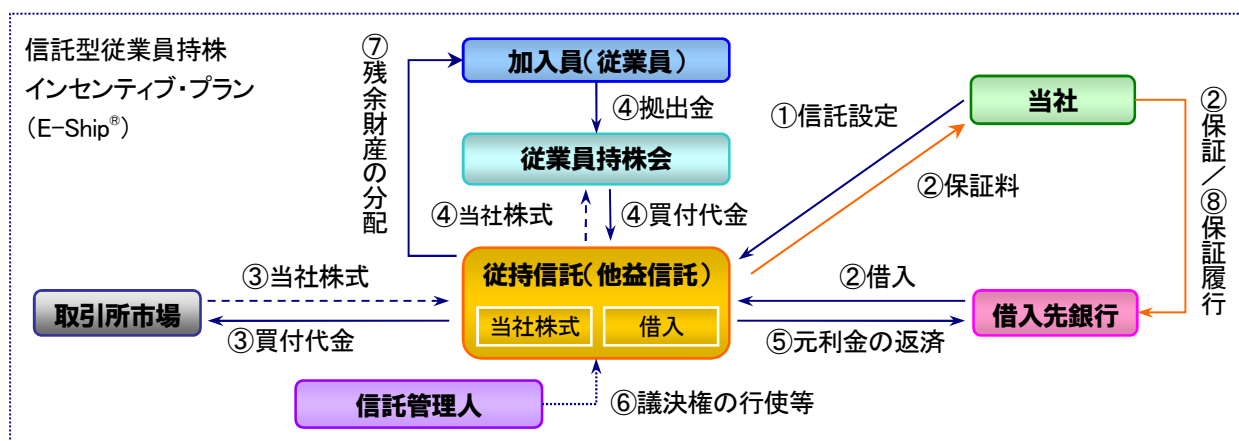 信託型従業員持株
インセンティブ・プラン
(E-Ship®)
⑦残余財産の分配
加入員(従業員)
④拠出金
従業員持株会
④当社株式
④買付代金
①信託設定
②保証料
当社
②保証/⑧保証履行
従持信託(他益信託)
当社株式
借入
③当社株式
③買付代金
取引所市場
②借入
⑤元利金の返済
借入先銀行
信託管理人
⑥議決権の行使等